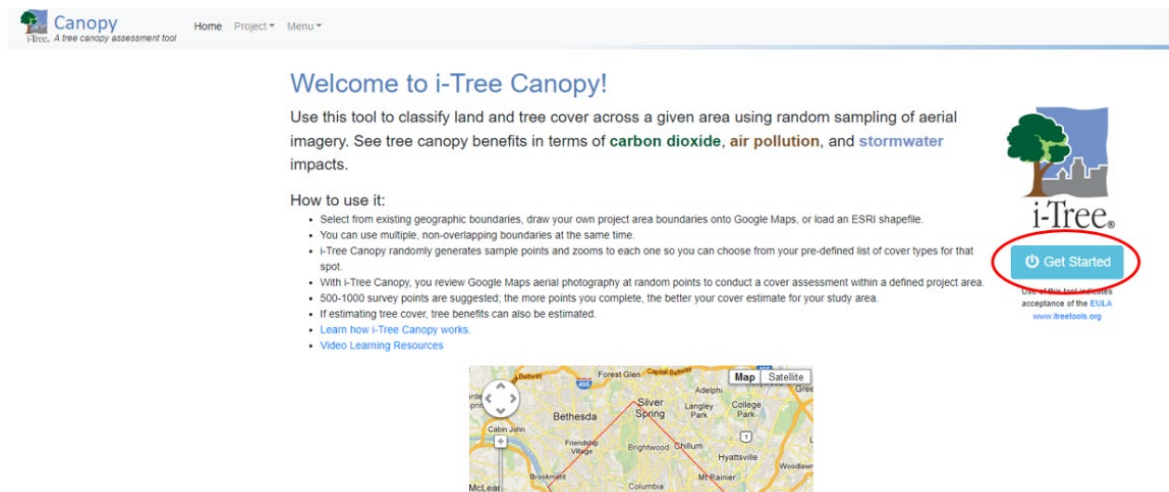 Canopy
i-Tree. A tree canopy assessment tool
Home Project Menu
Welcome to i-Tree Canopy!
Use this tool to classify land and tree cover across a given area using random sampling of aerial
imagery. See tree canopy benefits in terms of carbon dioxide, air pollution, and stormwater
impacts.
How to use it:
Select from existing geographic boundaries, draw your own project area boundaries onto Google Maps, or load an ESRI shapefile.
You can use multiple, non-overlapping boundaries at the same time.
i-Tree Canopy randomly generates sample points and zooms to each one so you can choose from your pre-defined list of cover types for that
spot.
With i-Tree Canopy, you review Google Maps aerial photography at random points to conduct a cover assessment within a defined project area.
500-1000 survey points are suggested; the more points you complete, the better your cover estimate for your study area.
If estimating tree cover, tree benefits can also be estimated.
Learn how i-Tree Canopy works.
Video Learning Resources
i-Tree®
Get Started
Use of this tool indicates
acceptance of the EULA
www.itreetools.org
Map Satellite
Forest Glen Capital Beltway
495
Adelphi
Silver
Spring
Langley
Park
College
Park
Bethesda
Cabin John
1
Friendship
Village
Brightwood Chillum
Hyattsville
Brookmont
Mt Rainier
Woodlawn
McLean
Columbia